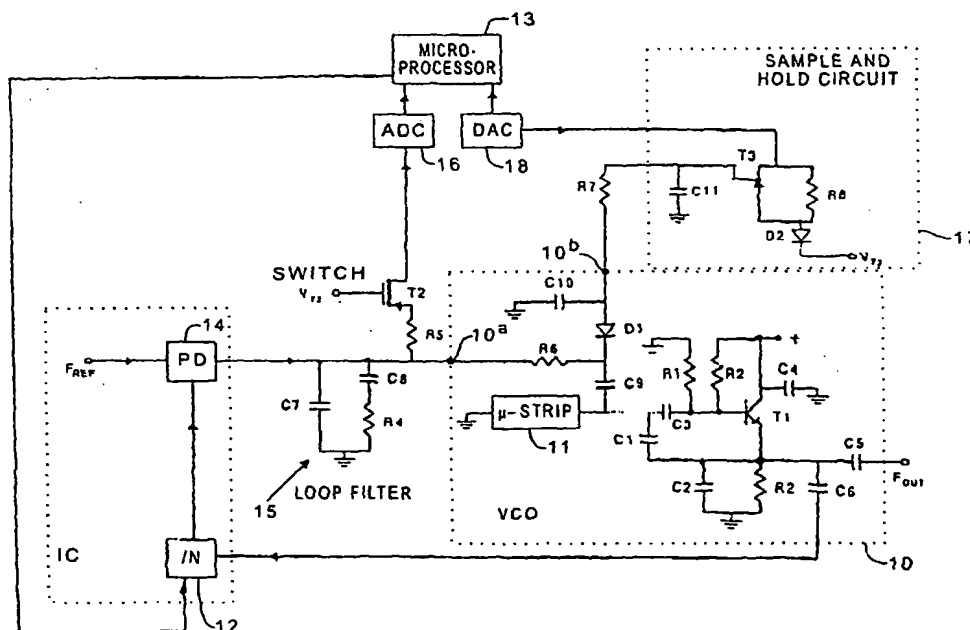 13
MICRO-
PROCESSOR
SAMPLE AND
HOLD CIRCUIT
ADC
DAC
16
18
T3
R7
C11
R8
D2
17
10b
SWITCH
T2
C10
14
R5
10a
D1
PD
FREF
R6
R1
R2
C4
C8
C9
C7
μ-STRIP
C3
T1
R4
11
C1
C5
LOOP FILTER
C2
R2
C6
FOUT
15
VCO
IC
/N
10
12